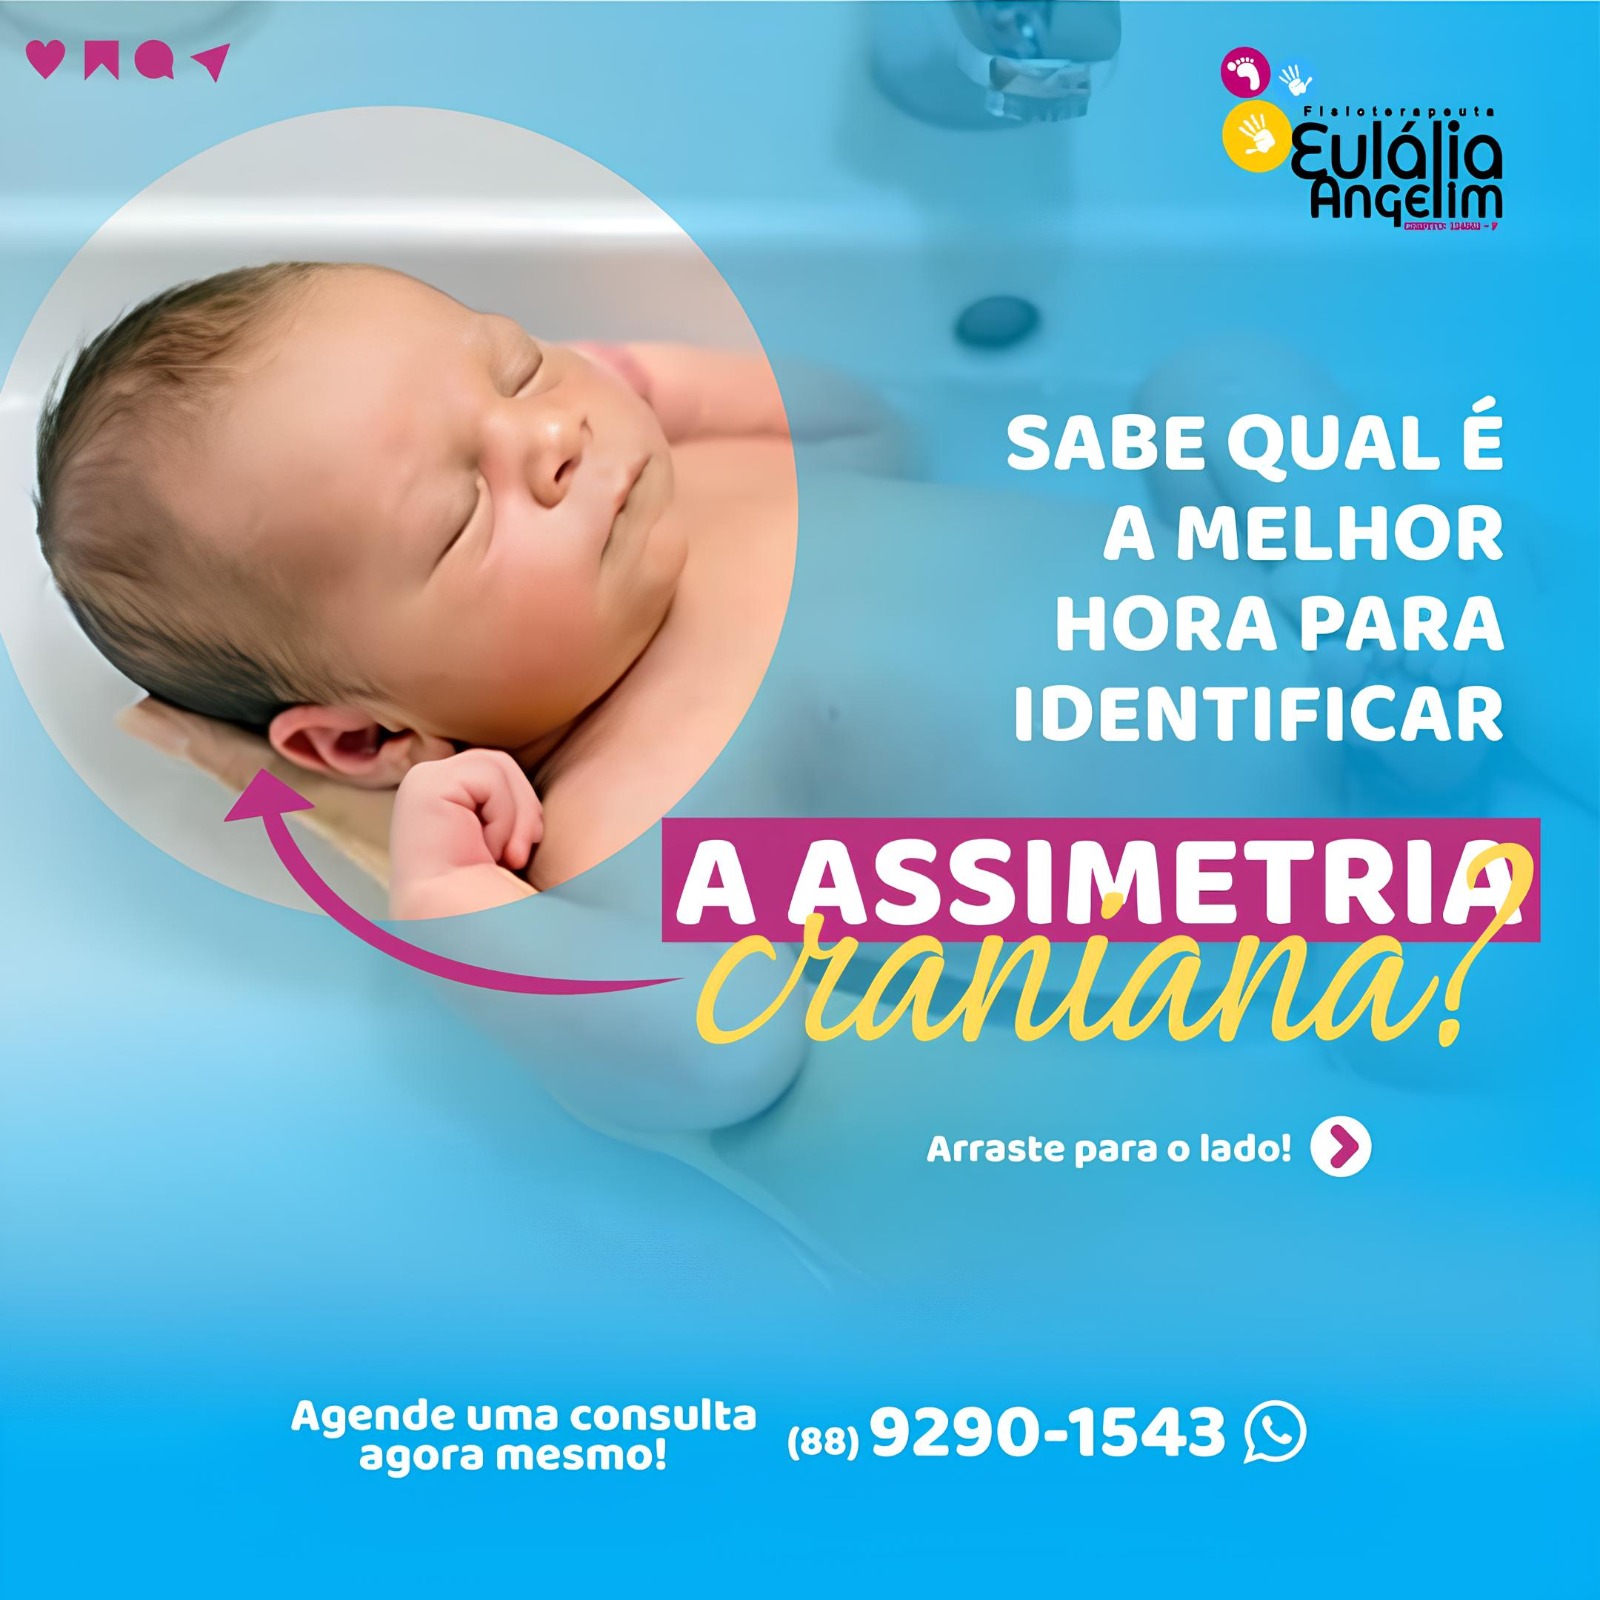 Fisioterapeuta
Eulália
Angelim
SABE QUAL É
A MELHOR
HORA PARA
IDENTIFICAR
A ASSIMETRIA
craniana?
Arraste para o lado!
Agende uma consulta
agora mesmo!
(88) 9290-1543